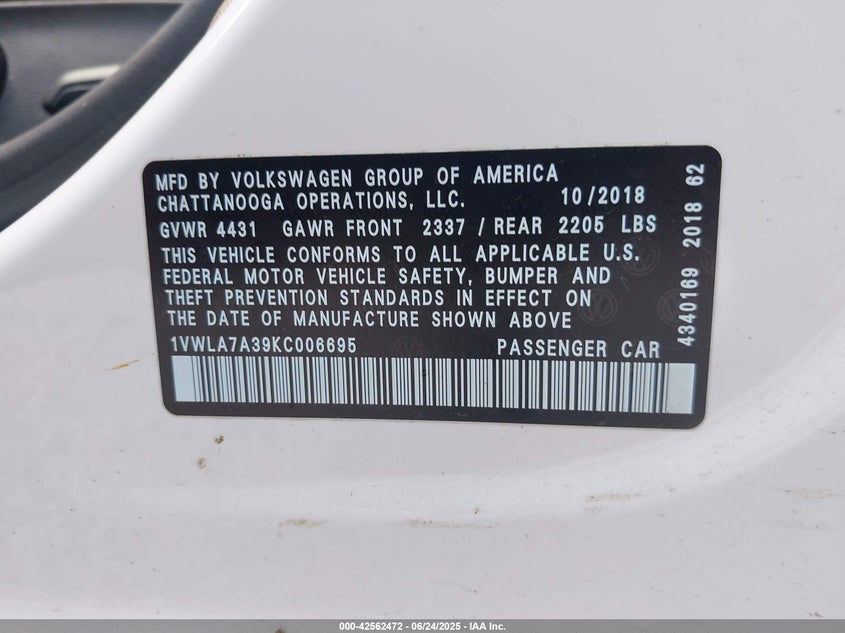 MFD BY VOLKSWAGEN GROUP OF AMERICA
CHATTANOOGA OPERATIONS, LLC. 10/2018
GVWR 4431 GAWR FRONT 2337 / REAR 2205 LBS
THIS VEHICLE CONFORMS TO ALL APPLICABLE U.S.
FEDERAL MOTOR VEHICLE SAFETY, BUMPER AND
THEFT PREVENTION STANDARDS IN EFFECT ON
THE DATE OF MANUFACTURE SHOWN ABOVE
1VWLA7A39KC006695 PASSENGER CAR
4340169 2018 62
000-42562472 - 06/24/2025 - IAA Inc.